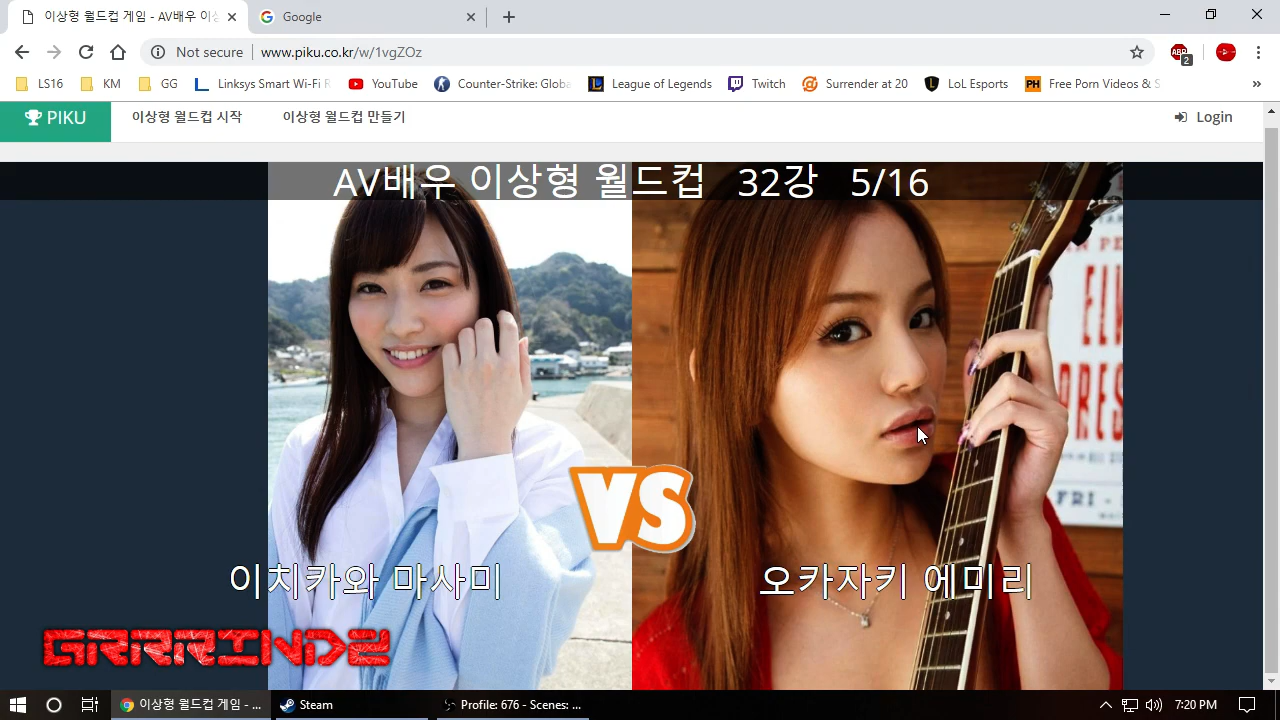 이상형 월드컵 게임 - AV배우 이상
Google
Not secure
www.piku.co.kr/w/1vgZOz
ABP
2
LS16
KM
GG
Linksys Smart Wi-Fi R
YouTube
Counter-Strike: Globa
League of Legends
Twitch
Surrender at 20
LoL Esports
PH
Free Porn Videos & S
PIKU
이상형 월드컵 시작
이상형 월드컵 만들기
Login
AV배우 이상형 월드컵 32강 5/16
VS
이치카와 마사미
오카자키 에미리
GRRRINDZ
FRI
이상형 월드컵 게임 - ...
Steam
Profile: 676 - Scenes: ...
7:20 PM